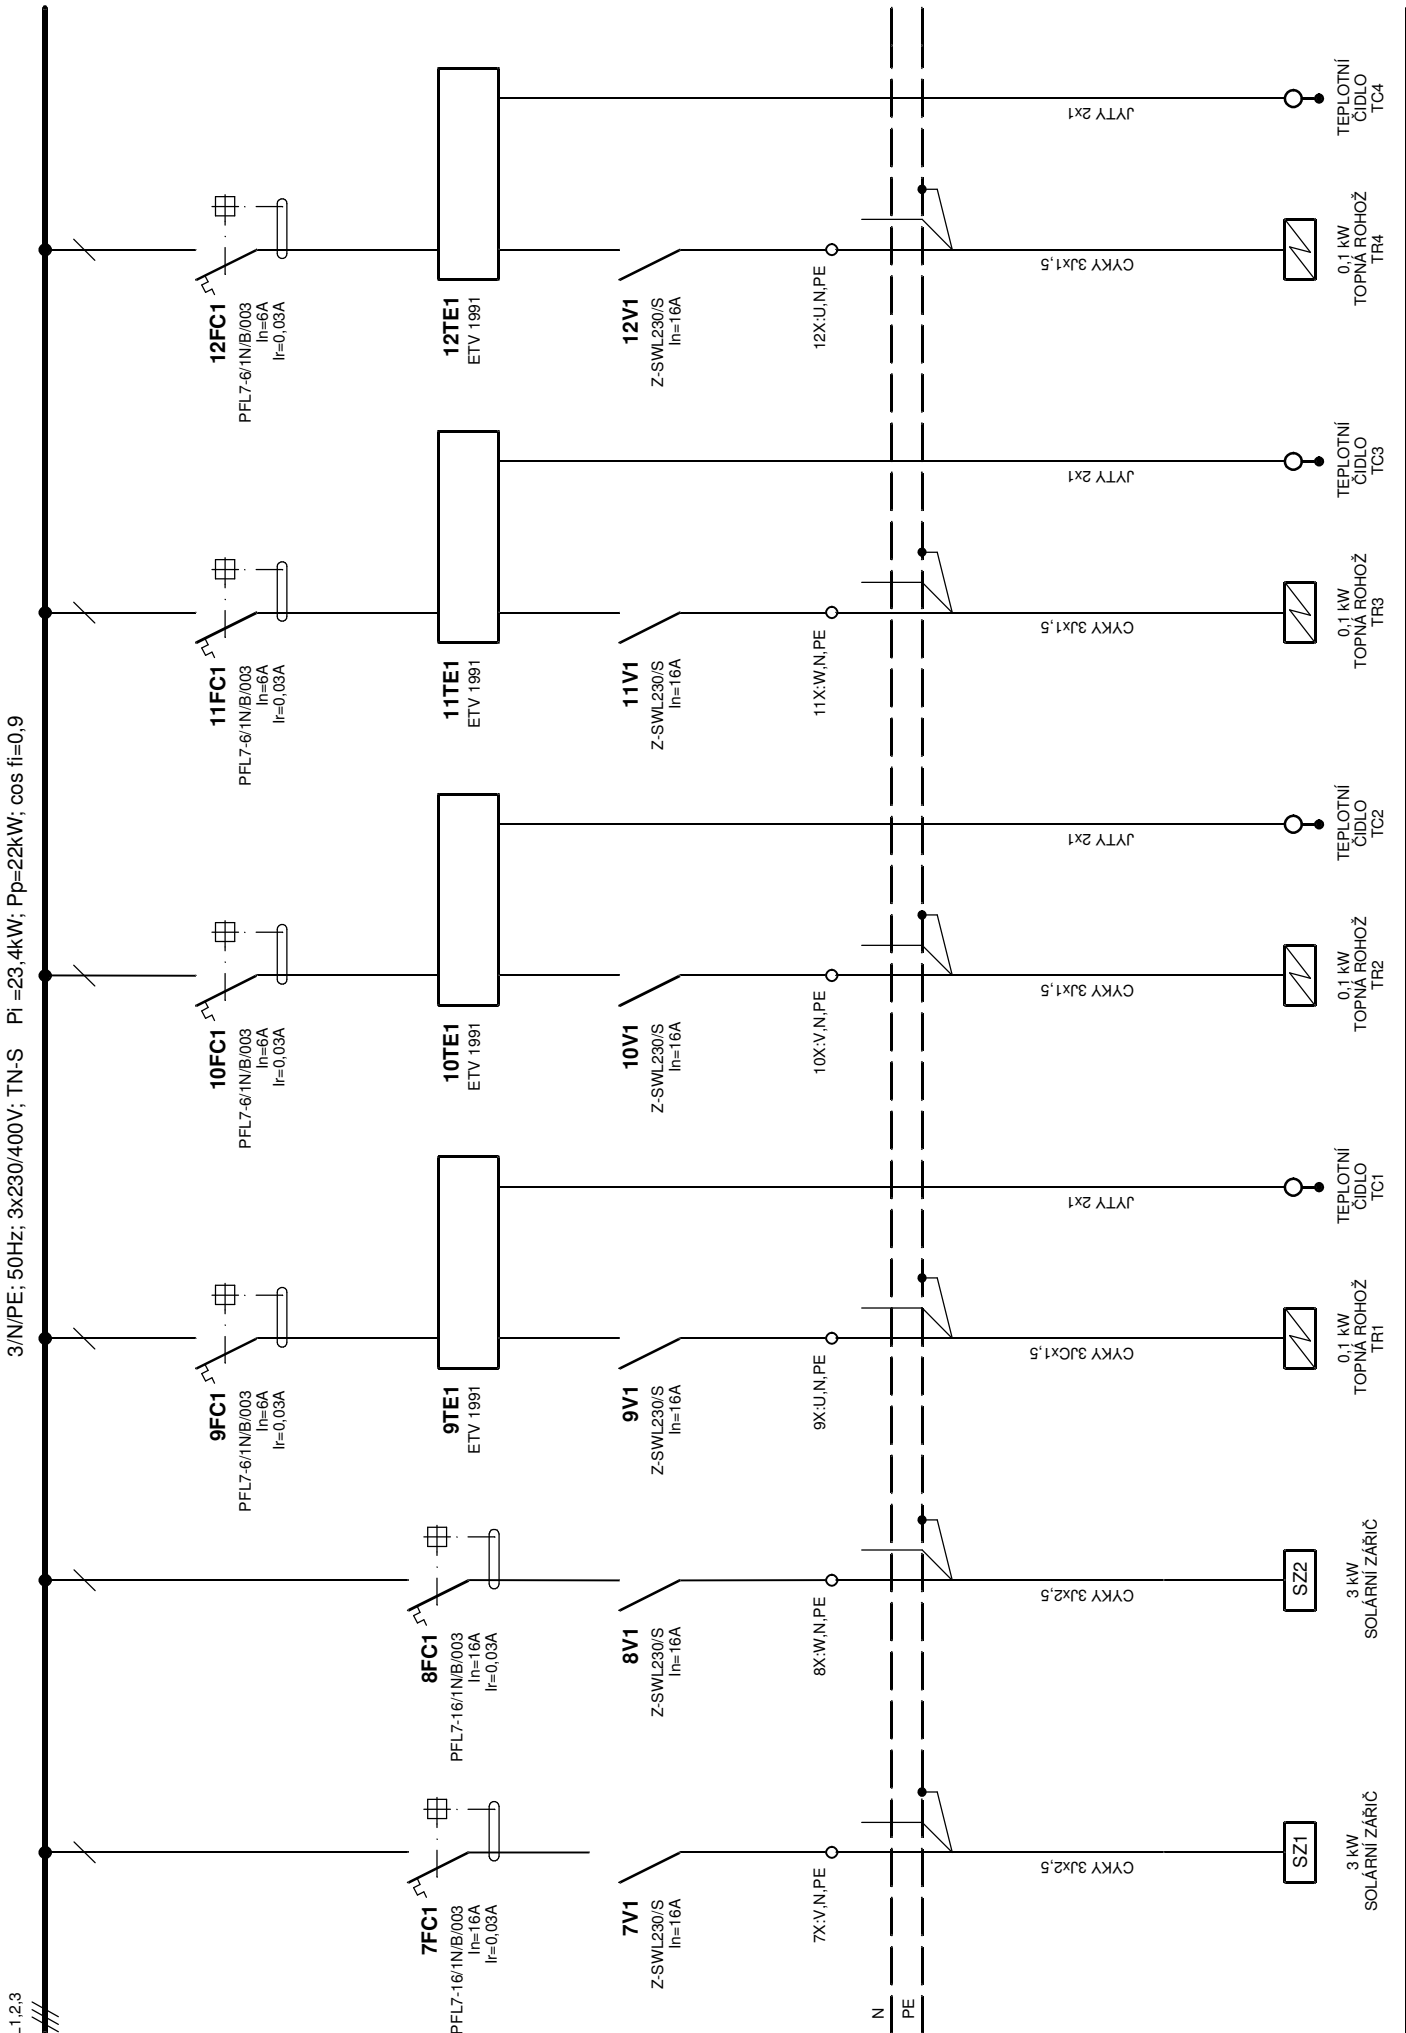 3/N/PE; 50Hz; 3x230/400V; TN-S Pi =23,4kW; Pp=22kW; cos fi=0,9
L1,2,3
7FC1
PFL7-16/1N/B/003
In=16A
Ir=0,03A
7V1
Z-SWL230/S
In=16A
7X:V,N,PE
N
PE
CYKY 3Jx2,5
SZ1
3 kW
SOLÁRNÍ ZÁŘIČ
8FC1
PFL7-16/1N/B/003
In=16A
Ir=0,03A
8V1
Z-SWL230/S
In=16A
8X:W,N,PE
CYKY 3Jx2,5
SZ2
3 kW
SOLÁRNÍ ZÁŘIČ
9FC1
PFL7-6/1N/B/003
In=6A
Ir=0,03A
9TE1
ETV 1991
9V1
Z-SWL230/S
In=16A
9X:U,N,PE
CYKY 3JCx1,5
0,1 kW
TOPNÁ ROHOŽ
TR1
JYTY 2x1
TEPLOTNÍ
ČIDLO
TC1
10FC1
PFL7-6/1N/B/003
In=6A
Ir=0,03A
10TE1
ETV 1991
10V1
Z-SWL230/S
In=16A
10X:V,N,PE
CYKY 3Jx1,5
0,1 kW
TOPNÁ ROHOŽ
TR2
JYTY 2x1
TEPLOTNÍ
ČIDLO
TC2
11FC1
PFL7-6/1N/B/003
In=6A
Ir=0,03A
11TE1
ETV 1991
11V1
Z-SWL230/S
In=16A
11X:W,N,PE
CYKY 3Jx1,5
0,1 kW
TOPNÁ ROHOŽ
TR3
JYTY 2x1
TEPLOTNÍ
ČIDLO
TC3
12FC1
PFL7-6/1N/B/003
In=6A
Ir=0,03A
12TE1
ETV 1991
12V1
Z-SWL230/S
In=16A
12X:U,N,PE
CYKY 3Jx1,5
0,1 kW
TOPNÁ ROHOŽ
TR4
JYTY 2x1
TEPLOTNÍ
ČIDLO
TC4